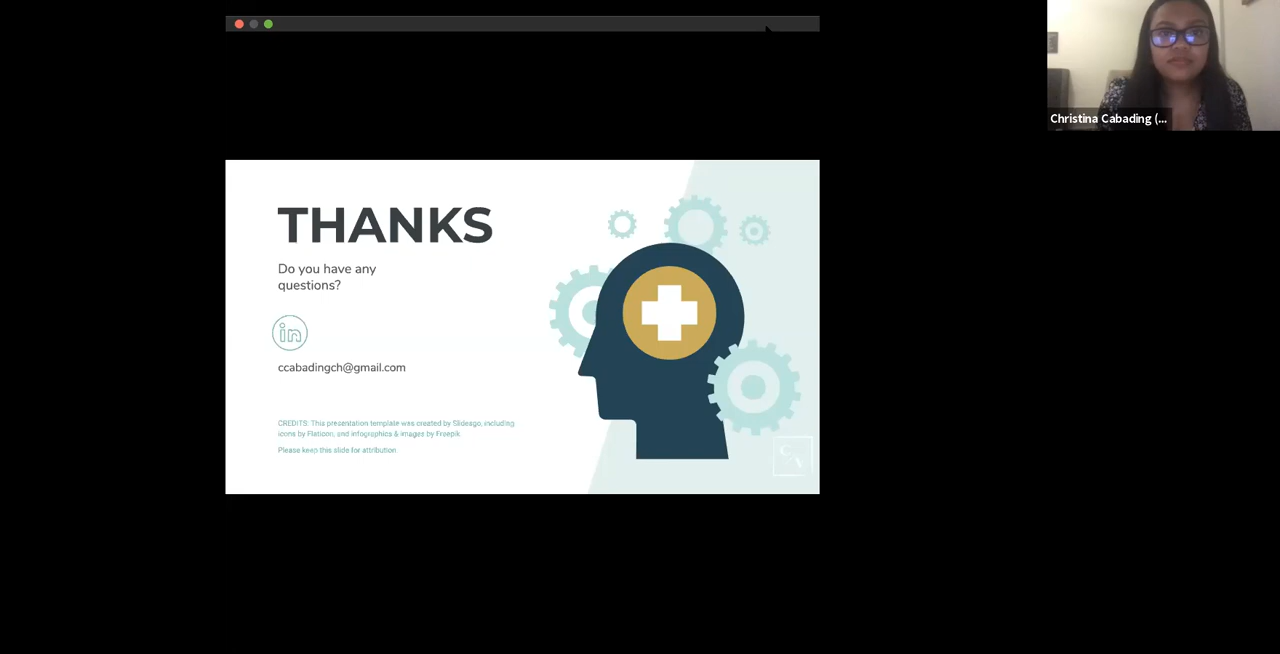 Christina Cabading (...
THANKS
Do you have any
questions?
in
ccabadingch@gmail.com
CREDITS: This presentation template was created by Slidesgo, including
icons by Flaticon, and infographics & images by Freepik.
Please keep this slide for attribution.